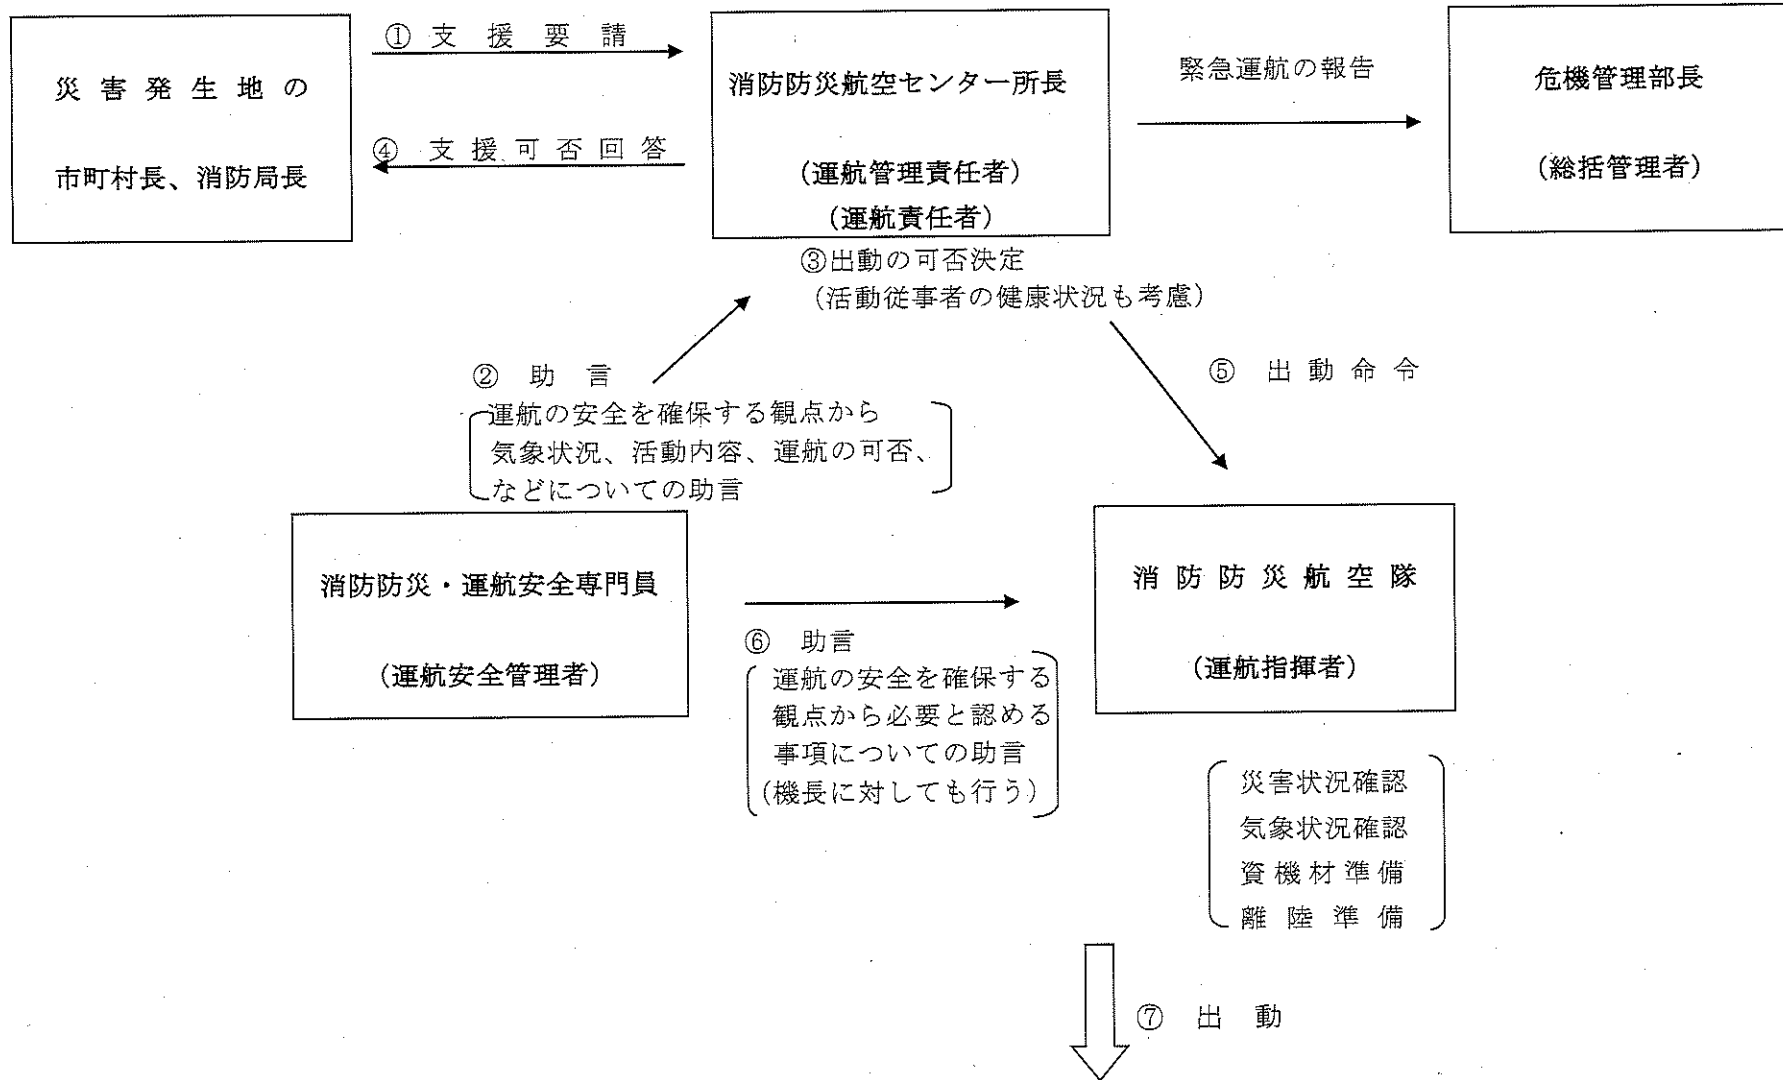 災害発生地の
市町村長、消防局長
①支援要請
④支援可否回答
消防防災航空センター所長
（運航管理責任者）
（運航責任者）
緊急運航の報告
危機管理部長
（総括管理者）
③出動の可否決定
（活動従事者の健康状況も考慮）
②　助　言
運航の安全を確保する観点から
気象状況、活動内容、運航の可否、
などについての助言
⑤　出動命令
消防防災・運航安全専門員
（運航安全管理者）
⑥　助言
運航の安全を確保する
観点から必要と認める
事項についての助言
（機長に対しても行う）
消防防災航空隊
（運航指揮者）
災害状況確認
気象状況確認
資機材準備
離陸準備
⑦　出　動